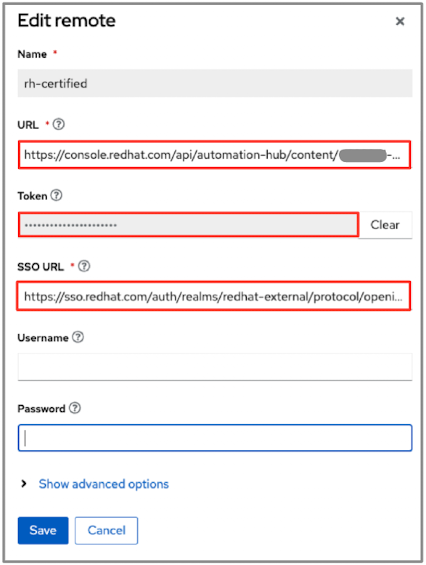 Edit remote
Name *
rh-certified
URL *
https://console.redhat.com/api/automation-hub/content/ -...
Token
Clear
SSO URL *
https://sso.redhat.com/auth/realms/redhat-external/protocol/openi...
Username
Password
Show advanced options
Save Cancel